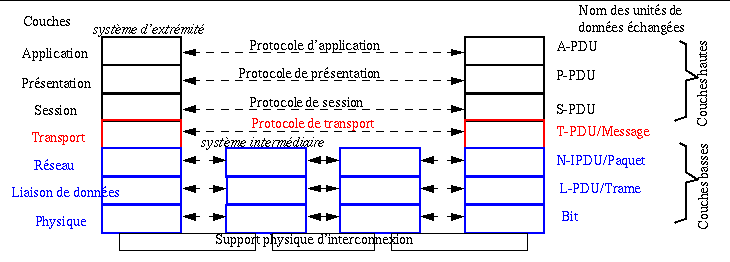 Nom des unités de
données échangées
Couches
système d'extrémité
Application
Protocole d'application
A-PDU
Présentation
Protocole de présentation
P-PDU
Session
Protocole de session
S-PDU
Couches hautes
Transport
Protocole de transport
T-PDU/Message
système intermédiaire
Réseau
N-IPDU/Paquet
Liaison de données
L-PDU/Trame
Physique
Bit
Couches basses
Support physique d'interconnexion